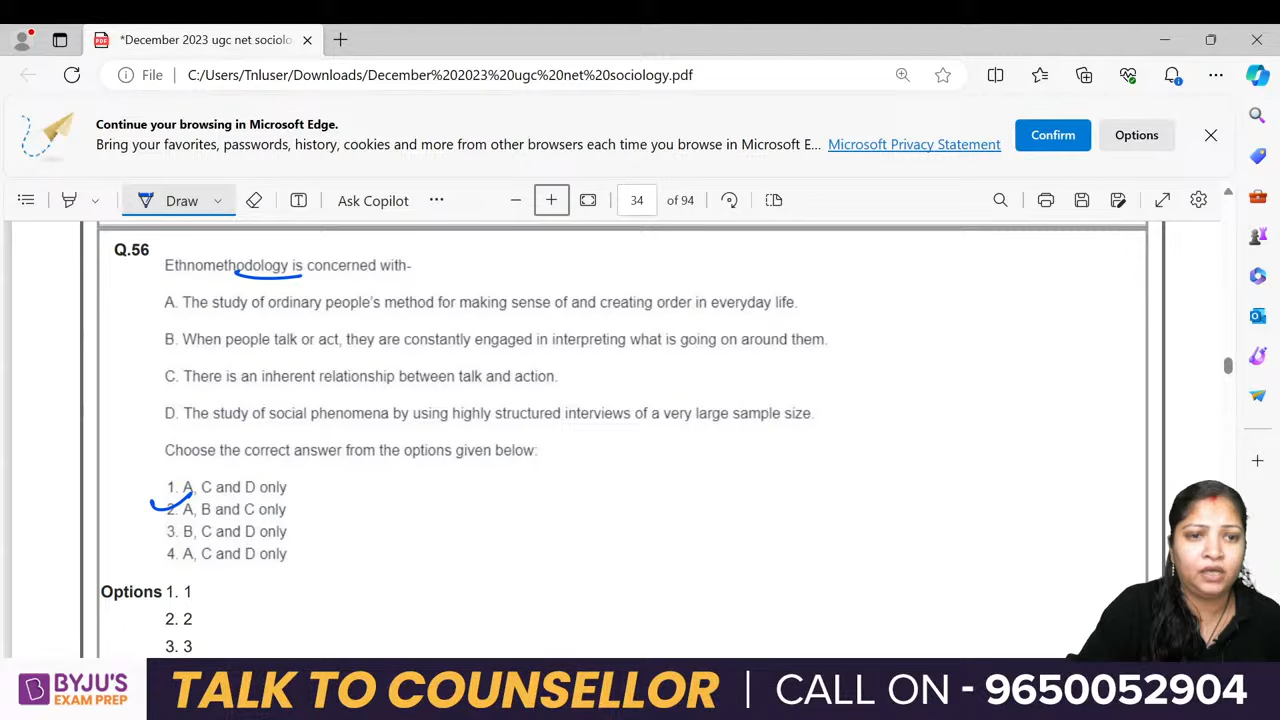 *December 2023 ugc net sociolo
File C:/Users/Tnluser/Downloads/December%202023%20ugc%20net%20sociology.pdf
Continue your browsing in Microsoft Edge.
Bring your favorites, passwords, history, cookies and more from other browsers each time you browse in Microsoft E... Microsoft Privacy Statement Confirm Options
Draw Ask Copilot 34 of 94
Q.56
Ethnomethodology is concerned with-
A. The study of ordinary people's method for making sense of and creating order in everyday life.
B. When people talk or act, they are constantly engaged in interpreting what is going on around them.
C. There is an inherent relationship between talk and action.
D. The study of social phenomena by using highly structured interviews of a very large sample size.
Choose the correct answer from the options given below:
1. A, C and D only
2. A, B and C only
3. B, C and D only
4. A, C and D only
Options 1. 1
2. 2
3. 3
BYJU'S
EXAM PREP
TALK TO COUNSELLOR | CALL ON - 9650052904